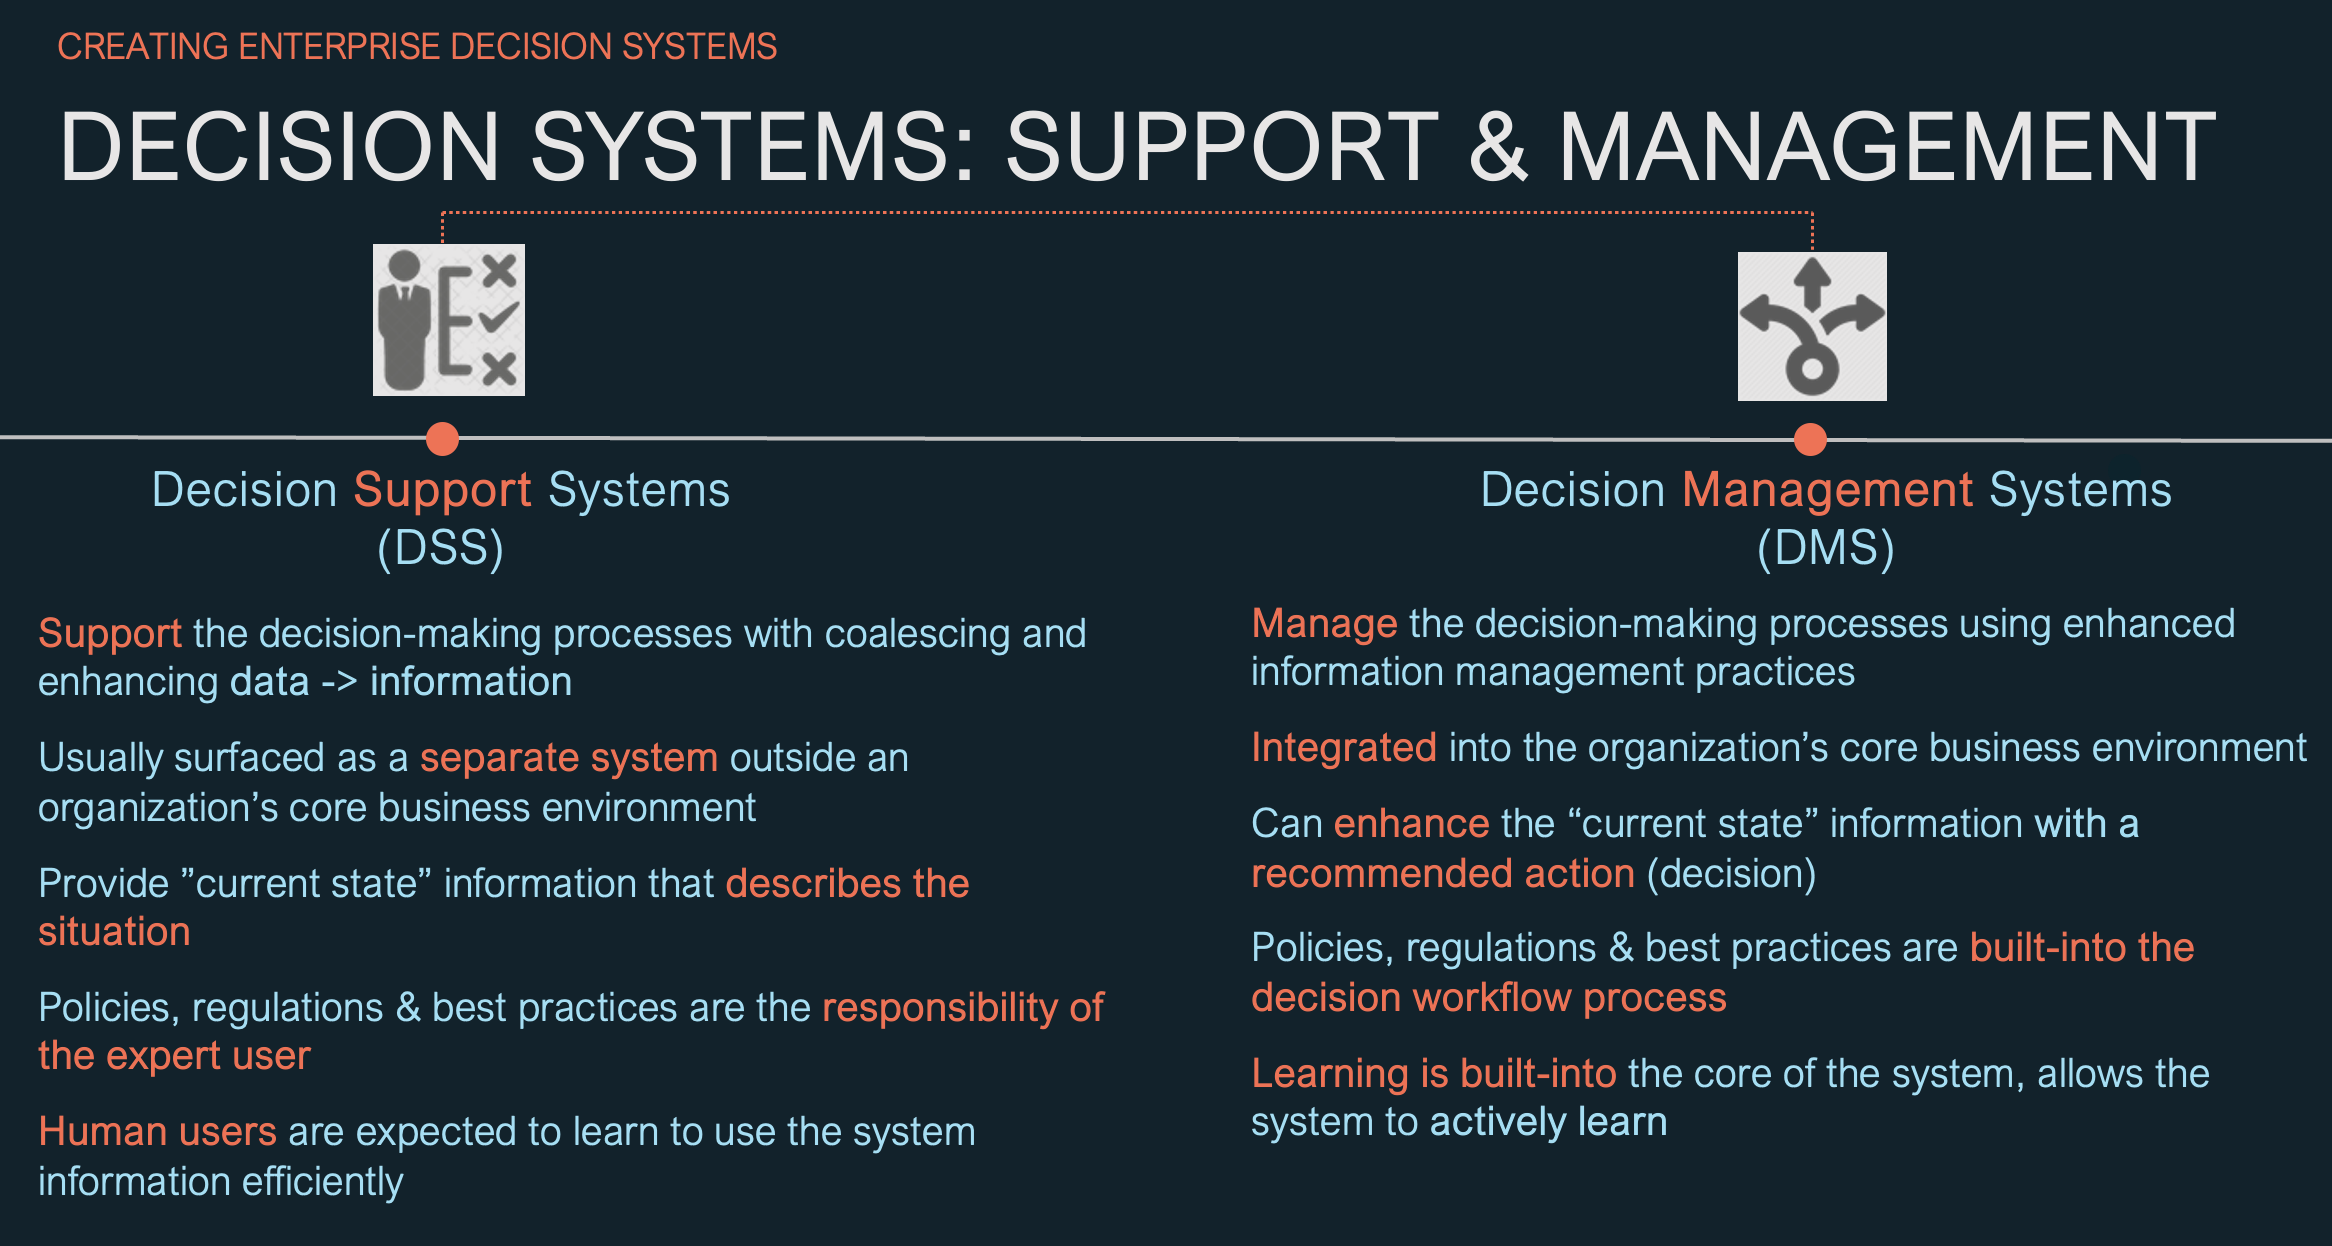 CREATING ENTERPRISE DECISION SYSTEMS
DECISION SYSTEMS: SUPPORT & MANAGEMENT
Decision Support Systems
(DSS)
Support the decision-making processes with coalescing and
enhancing data -> information
Usually surfaced as a separate system outside an
organization’s core business environment
Provide ”current state” information that describes the
situation
Policies, regulations & best practices are the responsibility of
the expert user
Human users are expected to learn to use the system
information efficiently
Decision Management Systems
(DMS)
Manage the decision-making processes using enhanced
information management practices
Integrated into the organization’s core business environment
Can enhance the “current state” information with a
recommended action (decision)
Policies, regulations & best practices are built-into the
decision workflow process
Learning is built-into the core of the system, allows the
system to actively learn